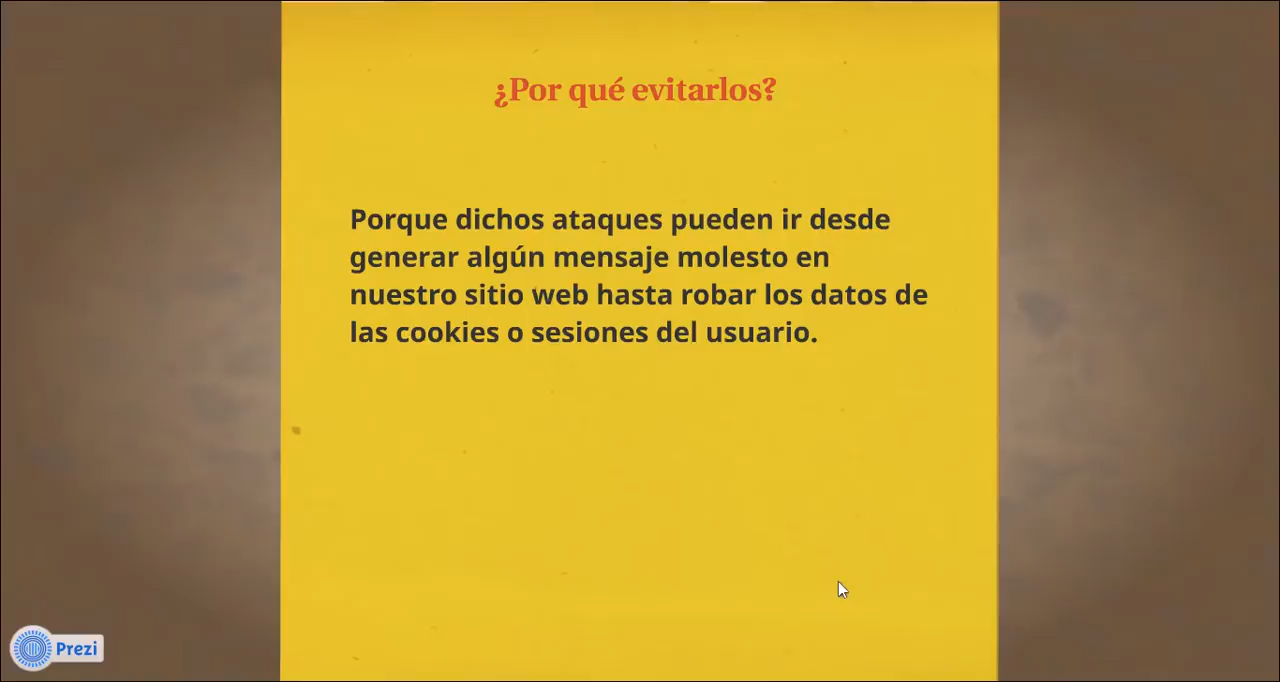 ¿Por qué evitarlos?
Porque dichos ataques pueden ir desde
generar algún mensaje molesto en
nuestro sitio web hasta robar los datos de
las cookies o sesiones del usuario.
Prezi